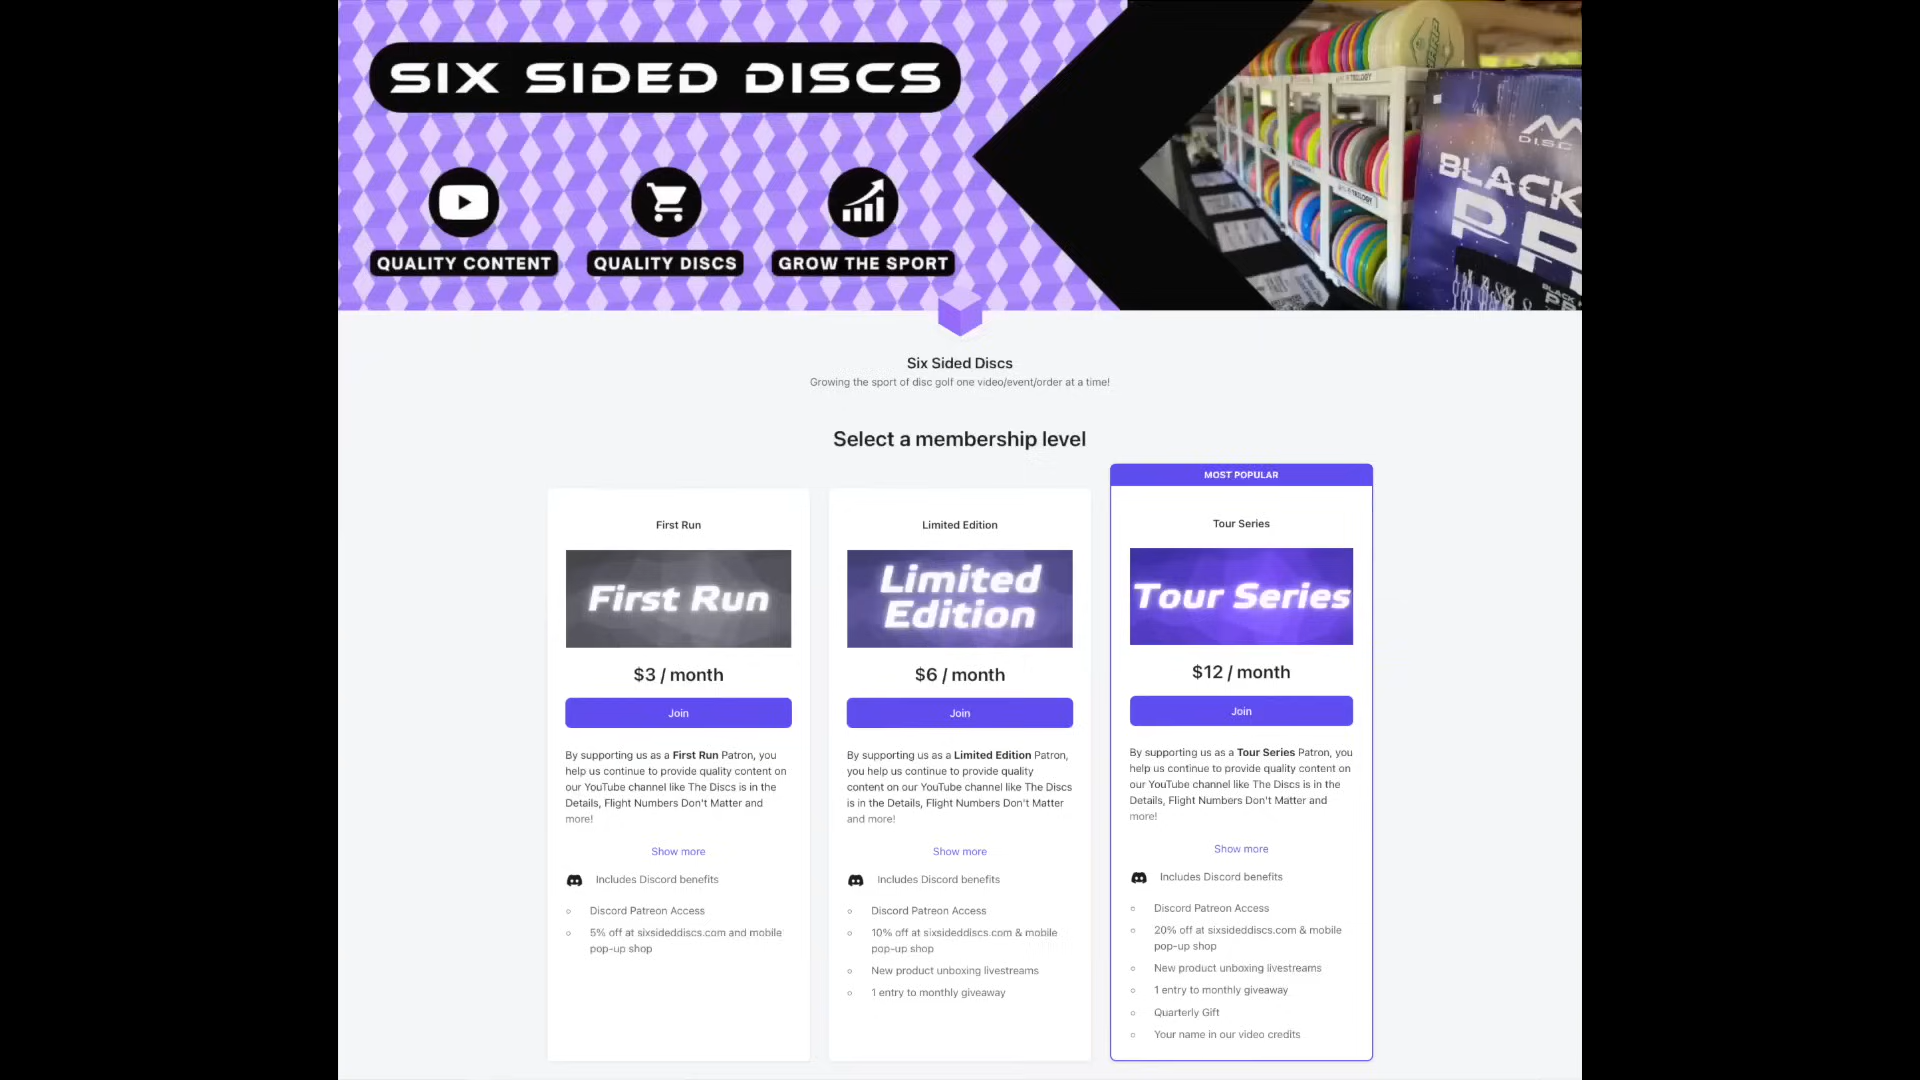 SIX SIDED DISCS
QUALITY CONTENT
QUALITY DISCS
GROW THE SPORT
TRILOGY
DISC
BLACK
Six Sided Discs
Growing the sport of disc golf one video/event/order at a time!
Select a membership level
First Run
First Run
$3 / month
Join
By supporting us as a First Run Patron, you
help us continue to provide quality content on
our YouTube channel like The Discs is in the
Details, Flight Numbers Don't Matter and
more!
Show more
Includes Discord benefits
Discord Patreon Access
5% off at sixsideddiscs.com and mobile
pop-up shop
Limited Edition
Limited
Edition
$6 / month
Join
By supporting us as a Limited Edition Patron,
you help us continue to provide quality
content on our YouTube channel like The Discs
is in the Details, Flight Numbers Don't Matter
and more!
Show more
Includes Discord benefits
Discord Patreon Access
10% off at sixsideddiscs.com & mobile
pop-up shop
New product unboxing livestreams
1 entry to monthly giveaway
MOST POPULAR
Tour Series
Tour Series
$12 / month
Join
By supporting us as a Tour Series Patron, you
help us continue to provide quality content on
our YouTube channel like The Discs is in the
Details, Flight Numbers Don't Matter and
more!
Show more
Includes Discord benefits
Discord Patreon Access
20% off at sixsideddiscs.com & mobile
pop-up shop
New product unboxing livestreams
1 entry to monthly giveaway
Quarterly Gift
Your name in our video credits